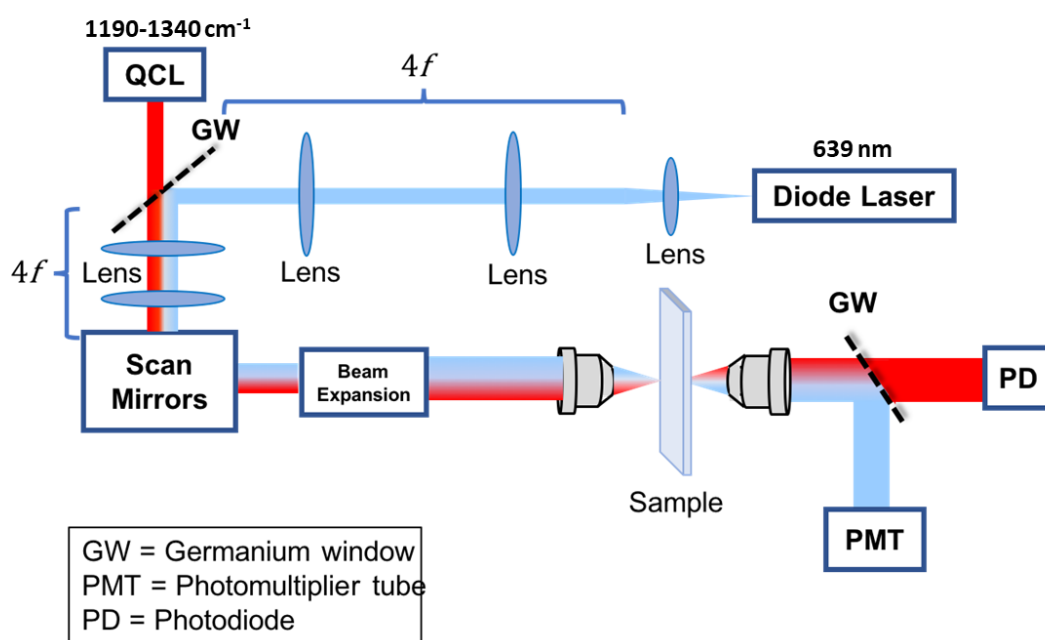 1190-1340 cm⁻¹
QCL
GW
4f
639 nm
Diode Laser
4f
Lens
Lens
Lens
Lens
Scan
Mirrors
Beam
Expansion
Sample
GW
PD
PMT
GW = Germanium window
PMT = Photomultiplier tube
PD = Photodiode